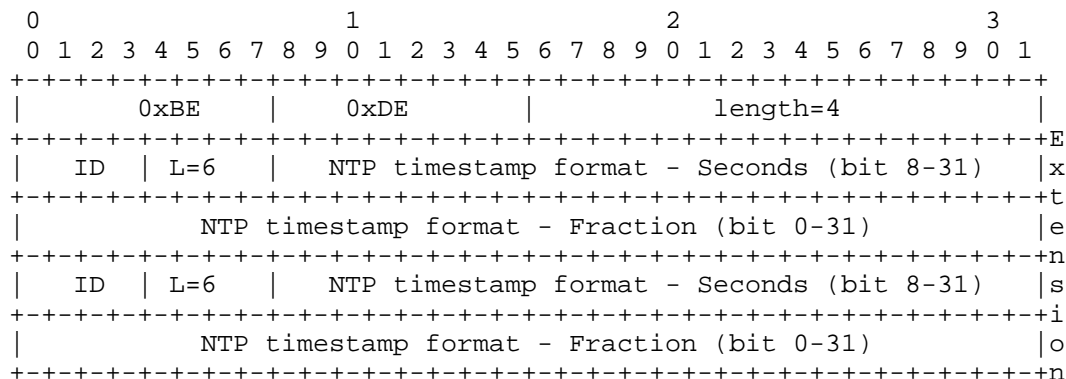 0                   1                   2                   3
 0 1 2 3 4 5 6 7 8 9 0 1 2 3 4 5 6 7 8 9 0 1 2 3 4 5 6 7 8 9 0 1
+-+-+-+-+-+-+-+-+-+-+-+-+-+-+-+-+-+-+-+-+-+-+-+-+-+-+-+-+-+-+-+-+
|       0xBE    |    0xDE       |           length=4            |
+-+-+-+-+-+-+-+-+-+-+-+-+-+-+-+-+-+-+-+-+-+-+-+-+-+-+-+-+-+-+-+-+E
|   ID  | L=6   |   NTP timestamp format - Seconds (bit 8-31)   |x
+-+-+-+-+-+-+-+-+-+-+-+-+-+-+-+-+-+-+-+-+-+-+-+-+-+-+-+-+-+-+-+-+t
|           NTP timestamp format - Fraction (bit 0-31)          |e
+-+-+-+-+-+-+-+-+-+-+-+-+-+-+-+-+-+-+-+-+-+-+-+-+-+-+-+-+-+-+-+-+n
|   ID  | L=6   |   NTP timestamp format - Seconds (bit 8-31)   |s
+-+-+-+-+-+-+-+-+-+-+-+-+-+-+-+-+-+-+-+-+-+-+-+-+-+-+-+-+-+-+-+-+i
|           NTP timestamp format - Fraction (bit 0-31)          |o
+-+-+-+-+-+-+-+-+-+-+-+-+-+-+-+-+-+-+-+-+-+-+-+-+-+-+-+-+-+-+-+-+n